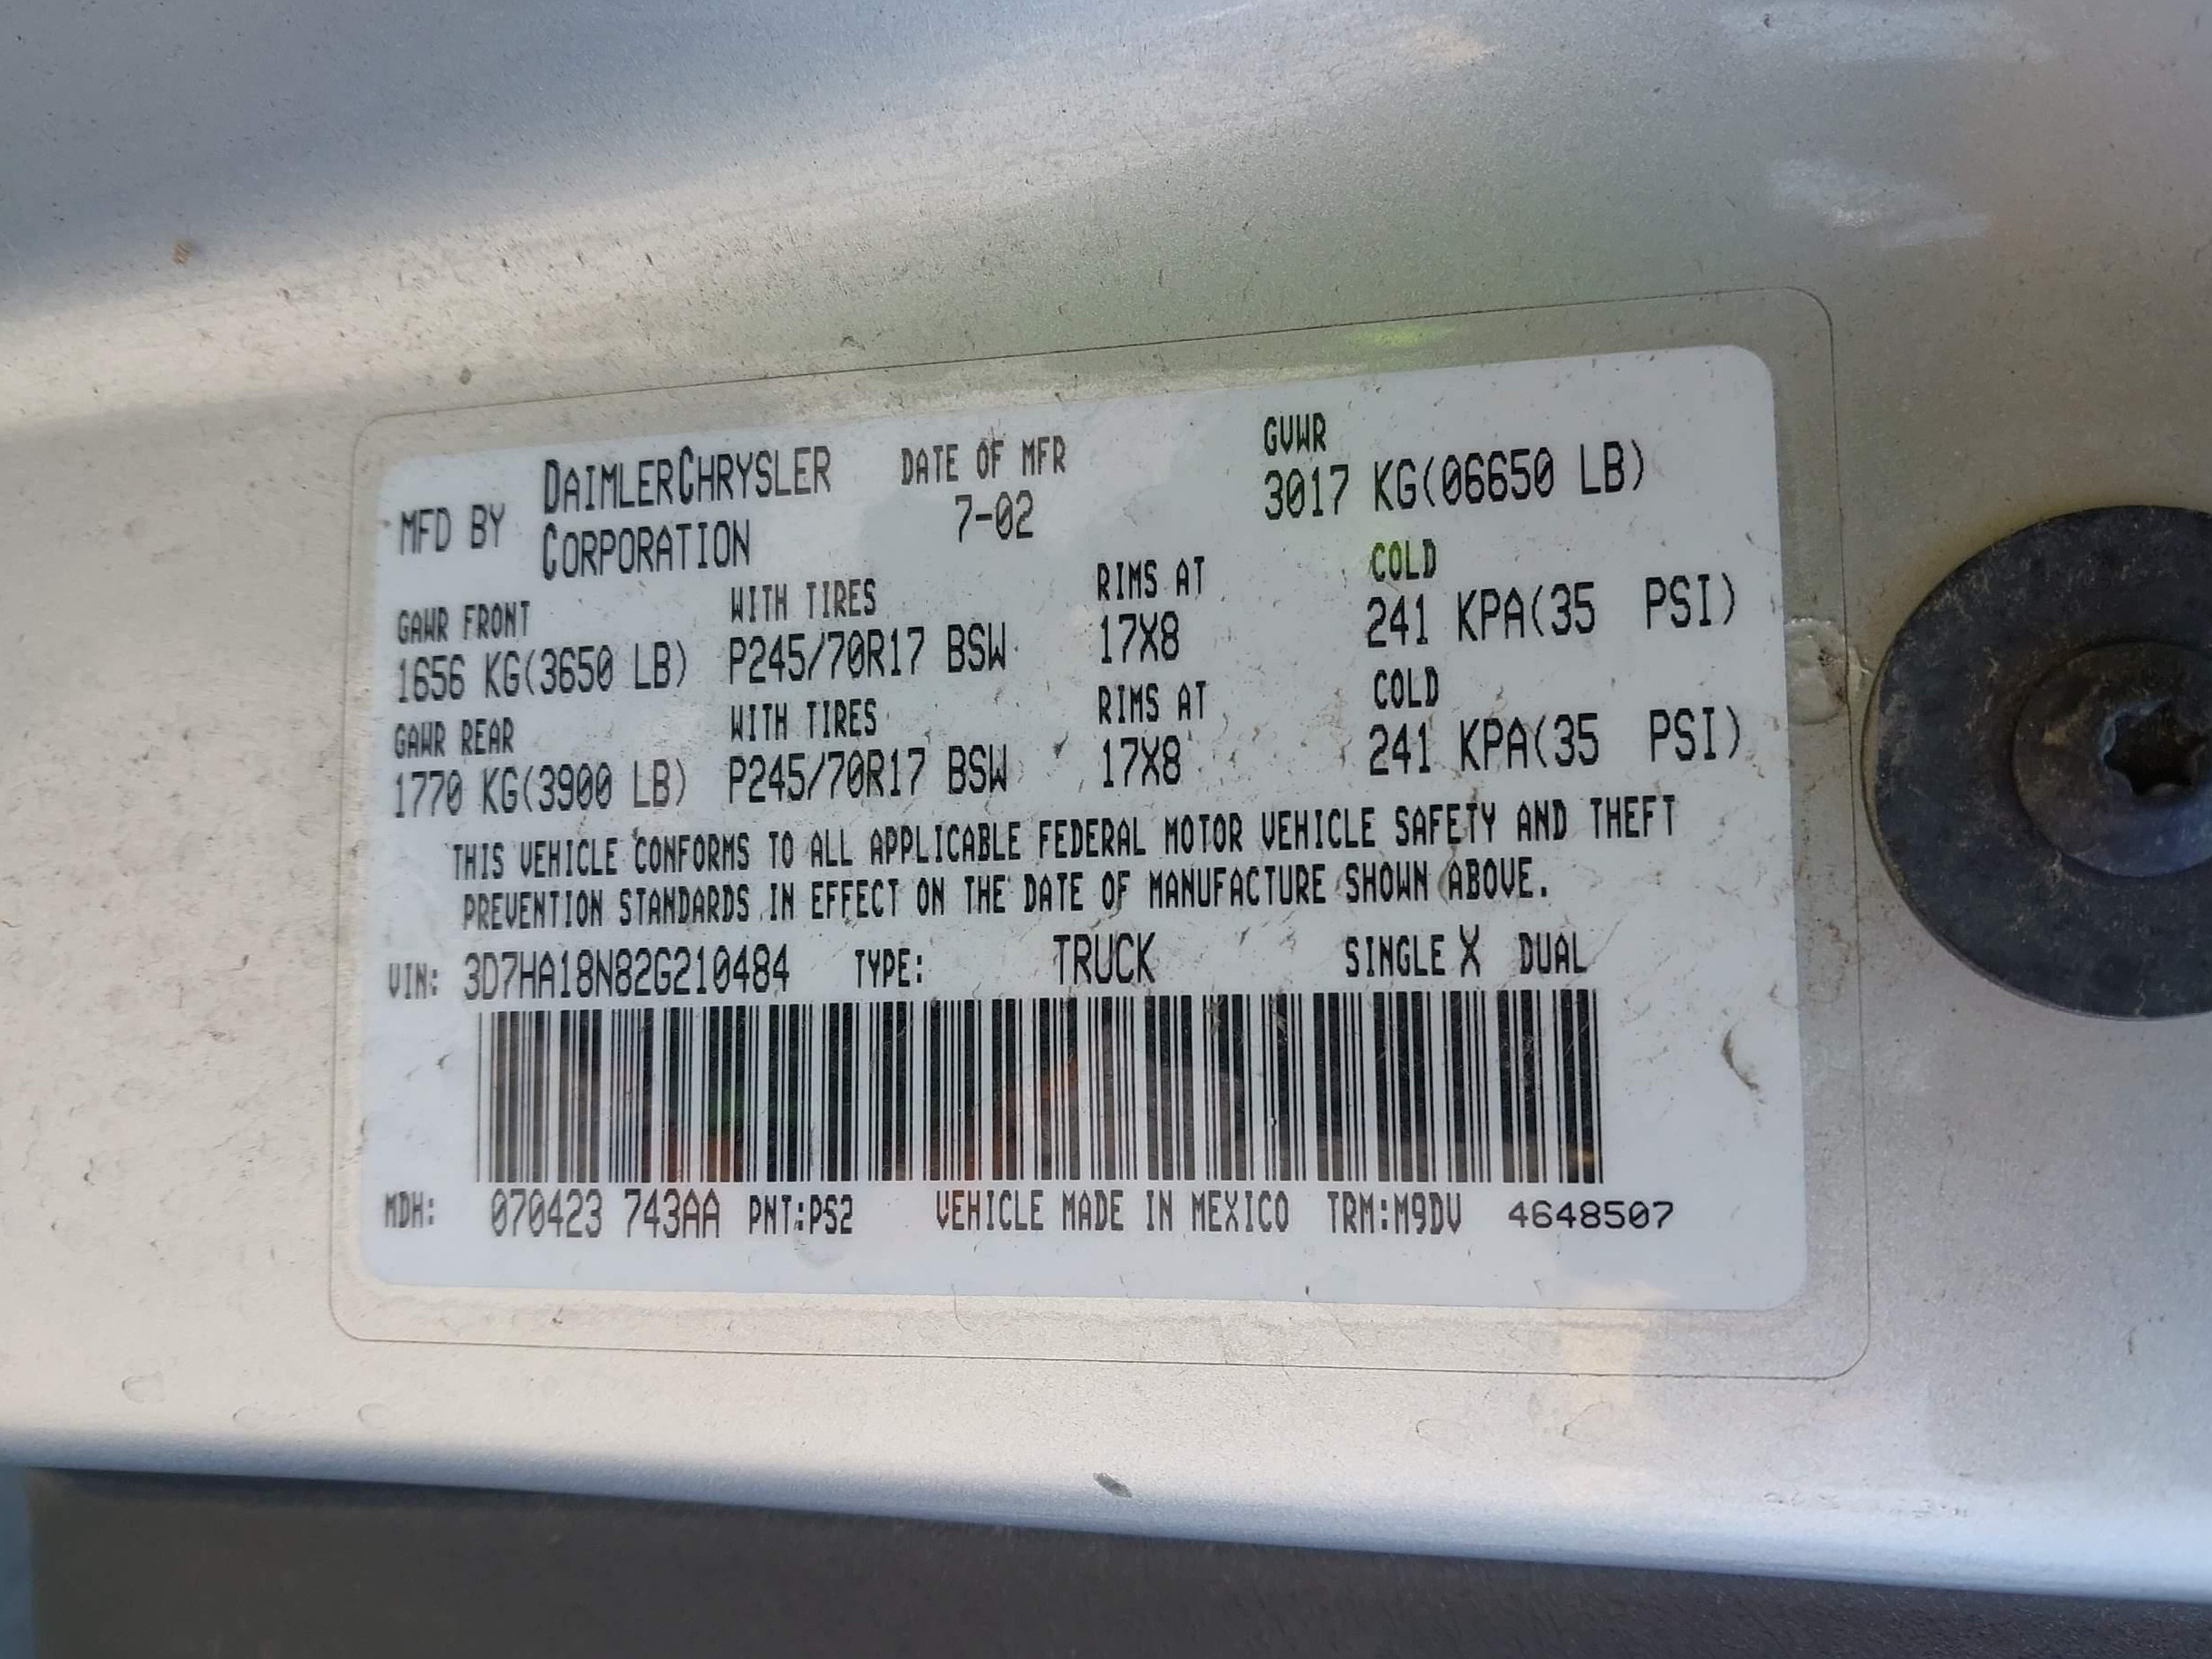 MFD BY DAIMLERCHRYSLER CORPORATION DATE OF MFR 7-02 GVWR 3017 KG(06650 LB)
GAWR FRONT WITH TIRES RIMS AT COLD
1656 KG(3650 LB) P245/70R17 BSW 17X8 241 KPA(35 PSI)
GAWR REAR WITH TIRES RIMS AT COLD
1770 KG(3900 LB) P245/70R17 BSW 17X8 241 KPA(35 PSI)
THIS VEHICLE CONFORMS TO ALL APPLICABLE FEDERAL MOTOR VEHICLE SAFETY AND THEFT
PREVENTION STANDARDS IN EFFECT ON THE DATE OF MANUFACTURE SHOWN ABOVE.
VIN: 3D7HA18N82G210484 TYPE: TRUCK SINGLE X DUAL
MDH: 070423 743AA PNT:PS2 VEHICLE MADE IN MEXICO TRM:M9DV 4648507